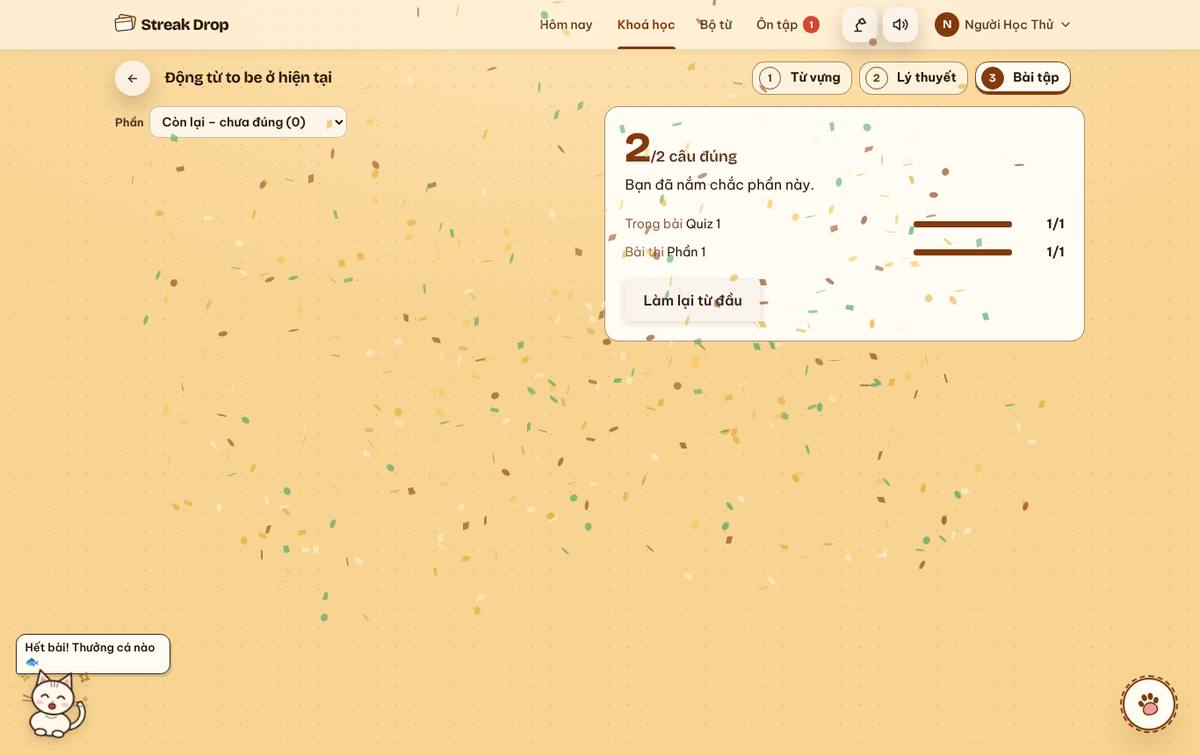 Streak Drop
Hôm nay
Khoá học
Bộ từ
Ôn tập 1
N Người Học Thử
Động từ to be ở hiện tại
1 Từ vựng
2 Lý thuyết
3 Bài tập
Phần Còn lại – chưa đúng (0)
2/2 câu đúng
Bạn đã nắm chắc phần này.
Trong bài Quiz 1 1/1
Bài thi Phần 1 1/1
Làm lại từ đầu
Hết bài! Thưởng cá nào
🐟